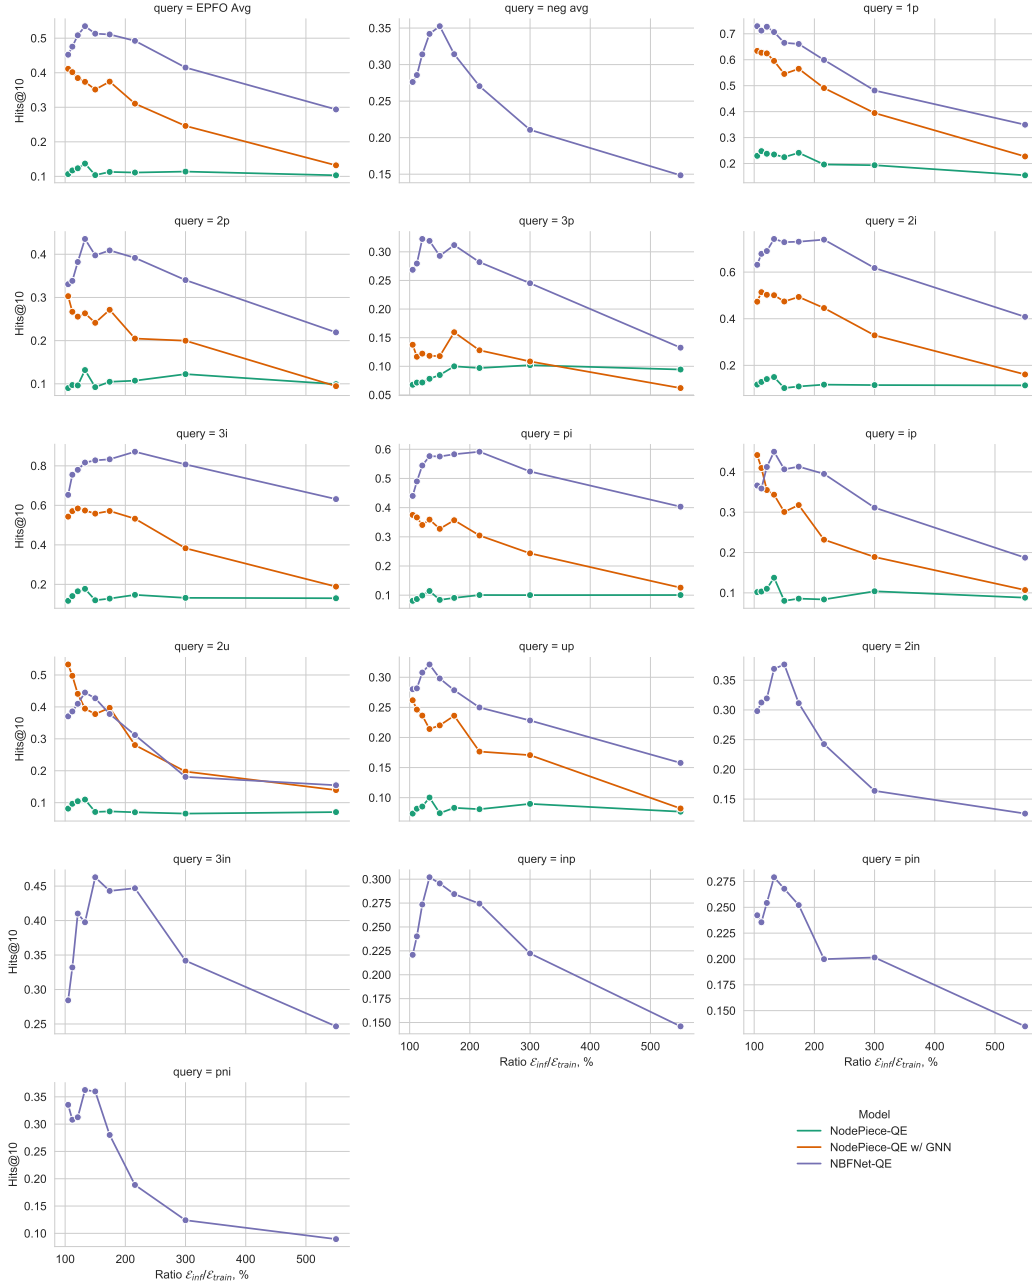 query = EPFO Avg
query = neg avg
query = 1p
Hits@10
0.5
0.4
0.3
0.2
0.1
0.35
0.30
0.25
0.20
0.15
0.7
0.6
0.5
0.4
0.3
0.2
query = 2p
query = 3p
query = 2i
Hits@10
0.4
0.3
0.2
0.1
0.30
0.25
0.20
0.15
0.10
0.05
0.6
0.4
0.2
query = 3i
query = pi
query = ip
Hits@10
0.8
0.6
0.4
0.2
0.6
0.5
0.4
0.3
0.2
0.1
0.4
0.3
0.2
0.1
query = 2u
query = up
query = 2in
Hits@10
0.5
0.4
0.3
0.2
0.1
0.30
0.25
0.20
0.15
0.10
0.35
0.30
0.25
0.20
0.15
query = 3in
query = inp
query = pin
Hits@10
0.45
0.40
0.35
0.30
0.25
0.300
0.275
0.250
0.225
0.200
0.175
0.150
100 200 300 400 500
Ratio ℰinf/ℰtrain, %
0.275
0.250
0.225
0.200
0.175
0.150
100 200 300 400 500
Ratio ℰinf/ℰtrain, %
query = pni
Hits@10
0.35
0.30
0.25
0.20
0.15
0.10
100 200 300 400 500
Ratio ℰinf/ℰtrain, %
Model
NodePiece-QE
NodePiece-QE w/ GNN
NBFNet-QE